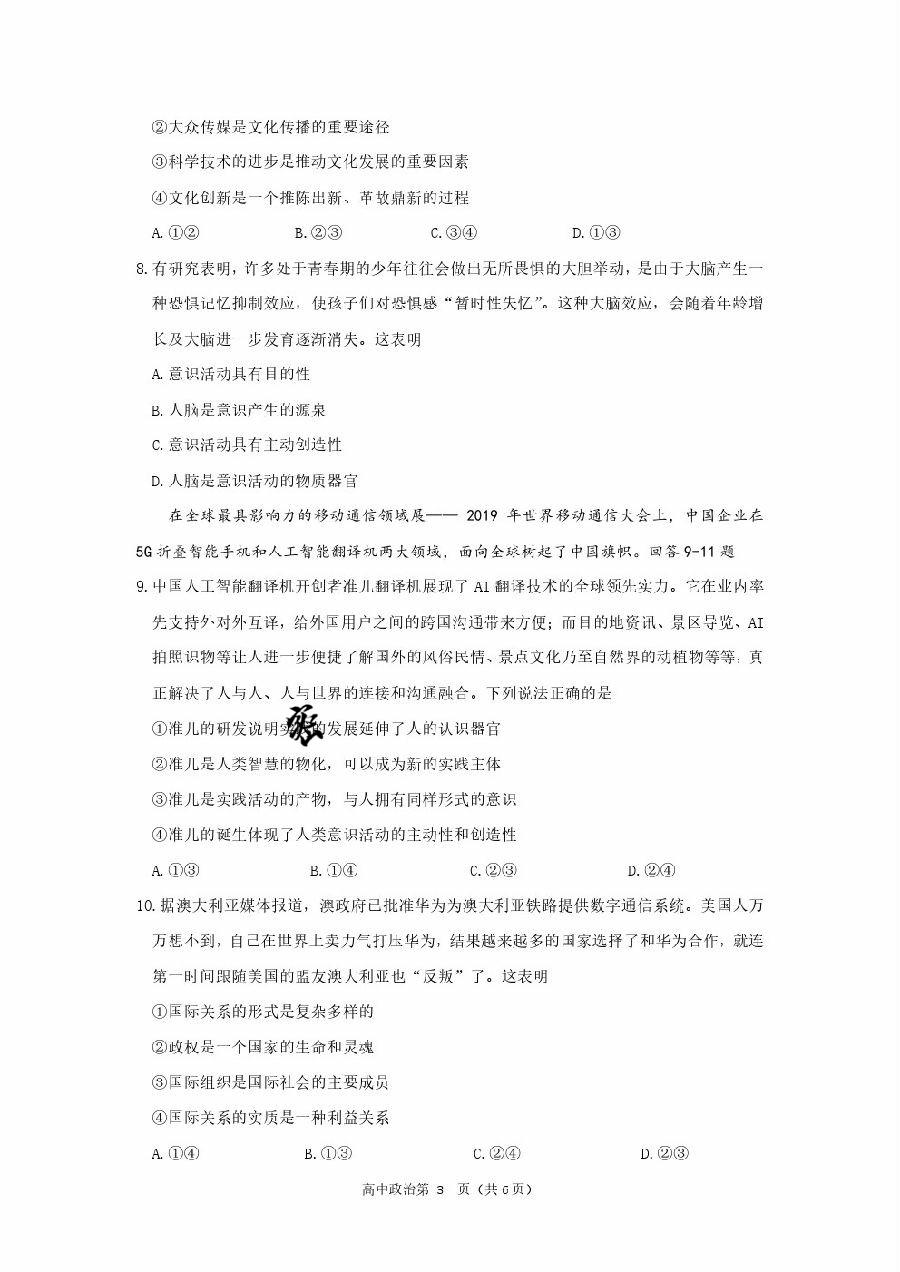 ②大众传媒是文化传播的重要途径
③科学技术的进步是推动文化发展的重要因素
④文化创新是一个推陈出新、革故鼎新的过程
A.①② B.②③ C.③④ D.①③
8.有研究表明,许多处于青春期的少年往往会做出无所畏惧的大胆举动,是由于大脑产生一
种恐惧记忆抑制效应,使孩子们对恐惧感“暂时性失忆”。这种大脑效应,会随着年龄增
长及大脑进 步发育逐渐消失。这表明
A.意识活动具有目的性
B.人脑是意识产生的源泉
C.意识活动具有主动创造性
D.人脑是意识活动的物质器官
在全球最具影响力的移动通信领域展—— 2019 年世界移动通信大会上,中国企业在
5G 折叠智能手机和人工智能翻译机两大领域,面向全球树起了中国旗帜。回答 9-11 题
9.中国人工智能翻译机开创者准儿翻译机展现了 AI 翻译技术的全球领先实力。它在业内率
先支持外对外互译,给外国用户之间的跨国沟通带来方便;而目的地资讯、景区导览、AI
拍照识物等让人进一步便捷了解国外的风俗民情、景点文化乃至自然界的动植物等等,真
正解决了人与人、人与世界的连接和沟通融合。下列说法正确的是
①准儿的研发说明实的发展延伸了人的认识器官
②准儿是人类智慧的物化,可以成为新的实践主体
③准儿是实践活动的产物,与人拥有同样形式的意识
④准儿的诞生体现了人类意识活动的主动性和创造性
A.①③ B.①④ C.②③ D.②④
10.据澳大利亚媒体报道,澳政府已批准华为为澳大利亚铁路提供数字通信系统。美国人万
万想不到,自己在世界上卖力气打压华为,结果越来越多的国家选择了和华为合作,就连
第一时间跟随美国的盟友澳大利亚也“反叛”了。这表明
①国际关系的形式是复杂多样的
②政权是一个国家的生命和灵魂
③国际组织是国际社会的主要成员
④国际关系的实质是一种利益关系
A.①④ B.①③ C.②④ D.②③
高中政治第 3 页(共 6 页)